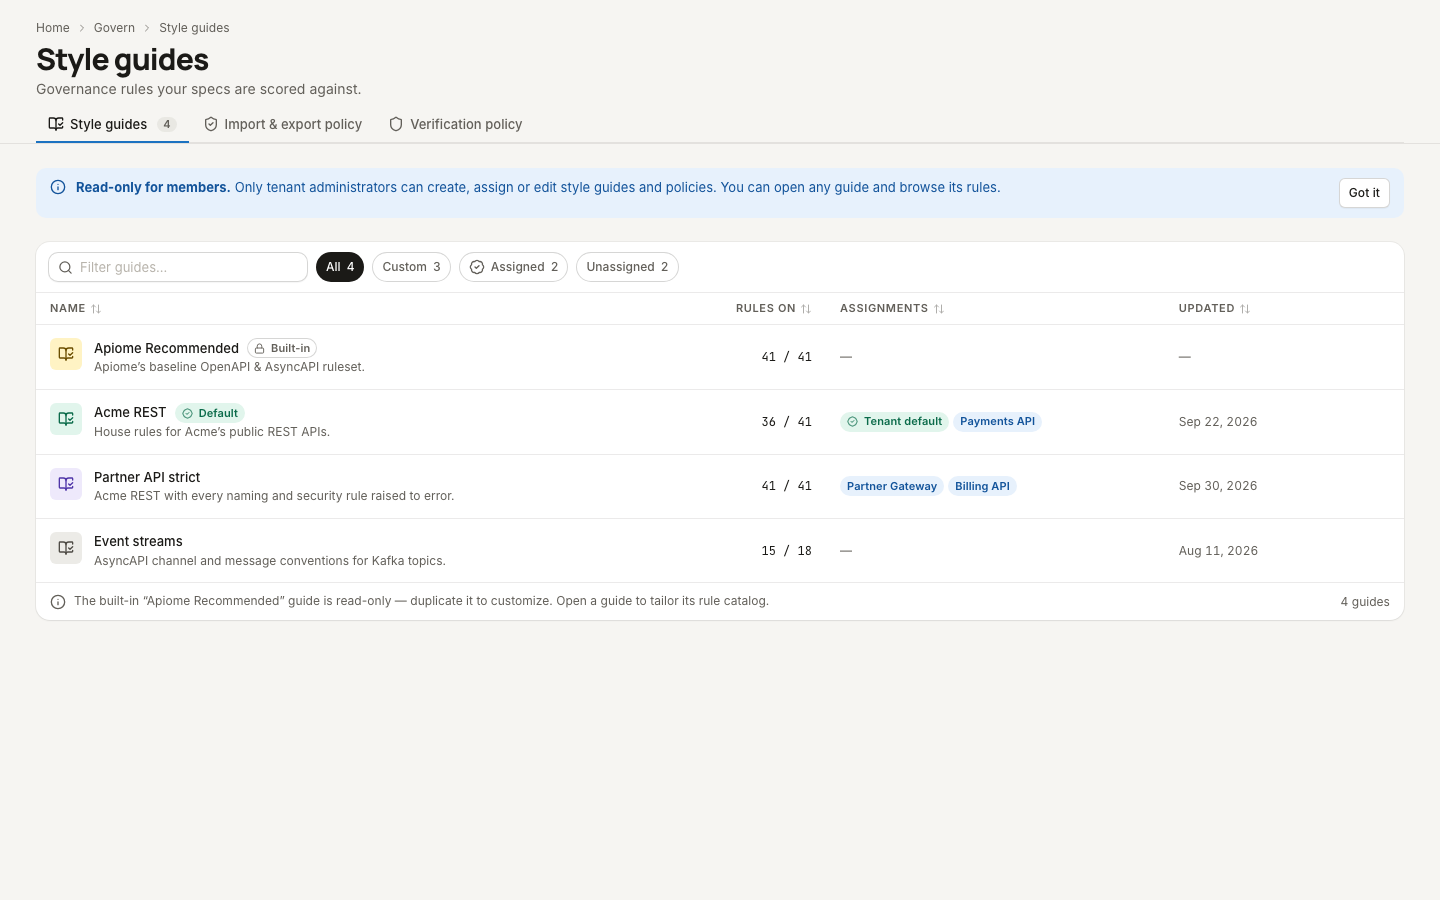 Home > Govern > Style guides
Style guides
Governance rules your specs are scored against.
Style guides 4 Import & export policy Verification policy
Read-only for members. Only tenant administrators can create, assign or edit style guides and policies. You can open any guide and browse its rules. Got it
Filter guides... All 4 Custom 3 Assigned 2 Unassigned 2
NAME RULES ON ASSIGNMENTS UPDATED
Apiome Recommended Built-in
Apiome’s baseline OpenAPI & AsyncAPI ruleset.
41 / 41 — —
Acme REST Default
House rules for Acme’s public REST APIs.
36 / 41 Tenant default Payments API Sep 22, 2026
Partner API strict
Acme REST with every naming and security rule raised to error.
41 / 41 Partner Gateway Billing API Sep 30, 2026
Event streams
AsyncAPI channel and message conventions for Kafka topics.
15 / 18 — Aug 11, 2026
The built-in “Apiome Recommended” guide is read-only — duplicate it to customize. Open a guide to tailor its rule catalog. 4 guides